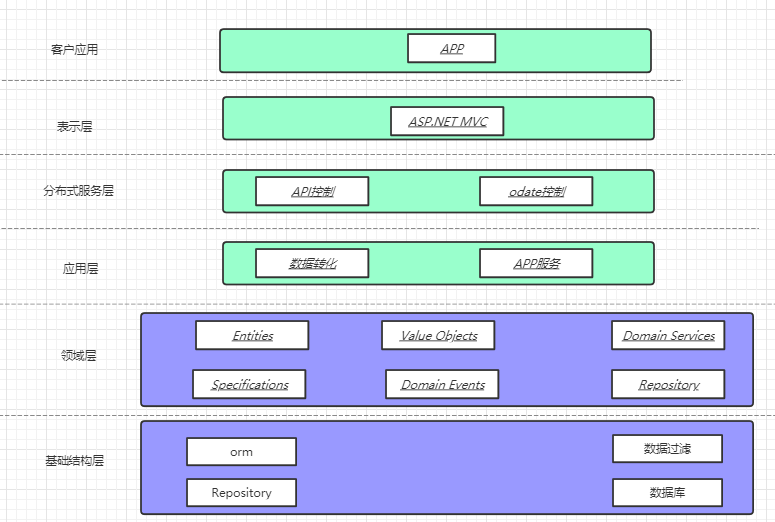 客户应用
APP
表示层
ASP.NET MVC
分布式服务层
API控制
odate控制
应用层
数据转化
APP服务
领域层
Entities
Value Objects
Domain Services
Specifications
Domain Events
Repository
基础结构层
orm
数据过滤
Repository
数据库